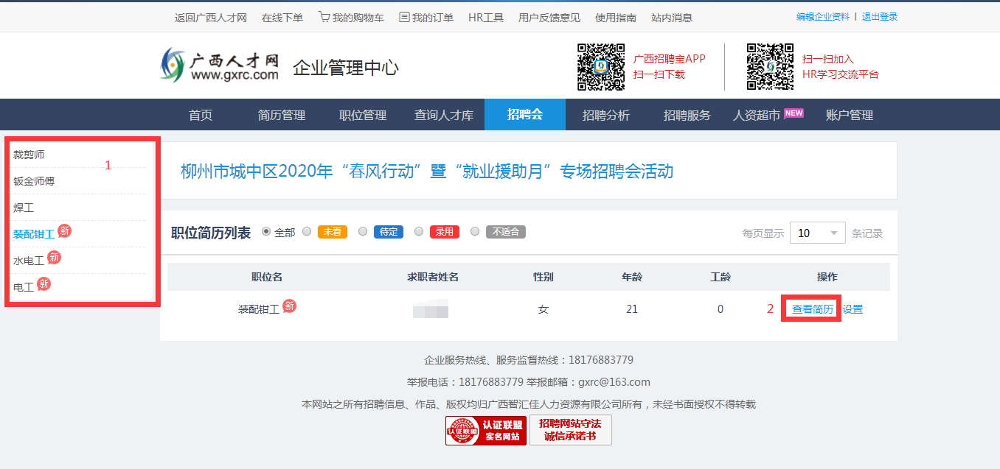 返回广西人才网 在线下单 我的购物车 我的订单 HR工具 用户反馈意见 使用指南 站内消息 编辑企业资料 | 退出登录
广西人才网
www.gxrc.com
企业管理中心
广西招聘宝APP
扫一扫下载
扫一扫加入
HR学习交流平台
首页 简历管理 职位管理 查询人才库 招聘会 招聘分析 招聘服务 人资超市 NEW 账户管理
裁剪师
1
钣金师傅
焊工
装配钳工 新
水电工 新
电工 新
柳州市城中区2020年“春风行动”暨“就业援助月”专场招聘会活动
职位简历列表 全部 未看 待定 录用 不适合 每页显示 10 条记录
职位名 求职者姓名 性别 年龄 工龄 操作
装配钳工 新 女 21 0 2 查看简历 设置
企业服务热线、服务监督热线：18176883779
举报电话：18176883779 举报邮箱：gxrc@163.com
本网站之所有招聘信息、作品、版权均归广西智汇佳人力资源有限公司所有，未经书面授权不得转载
认证联盟
认证联盟
实名网站
招聘网站守法
诚信承诺书